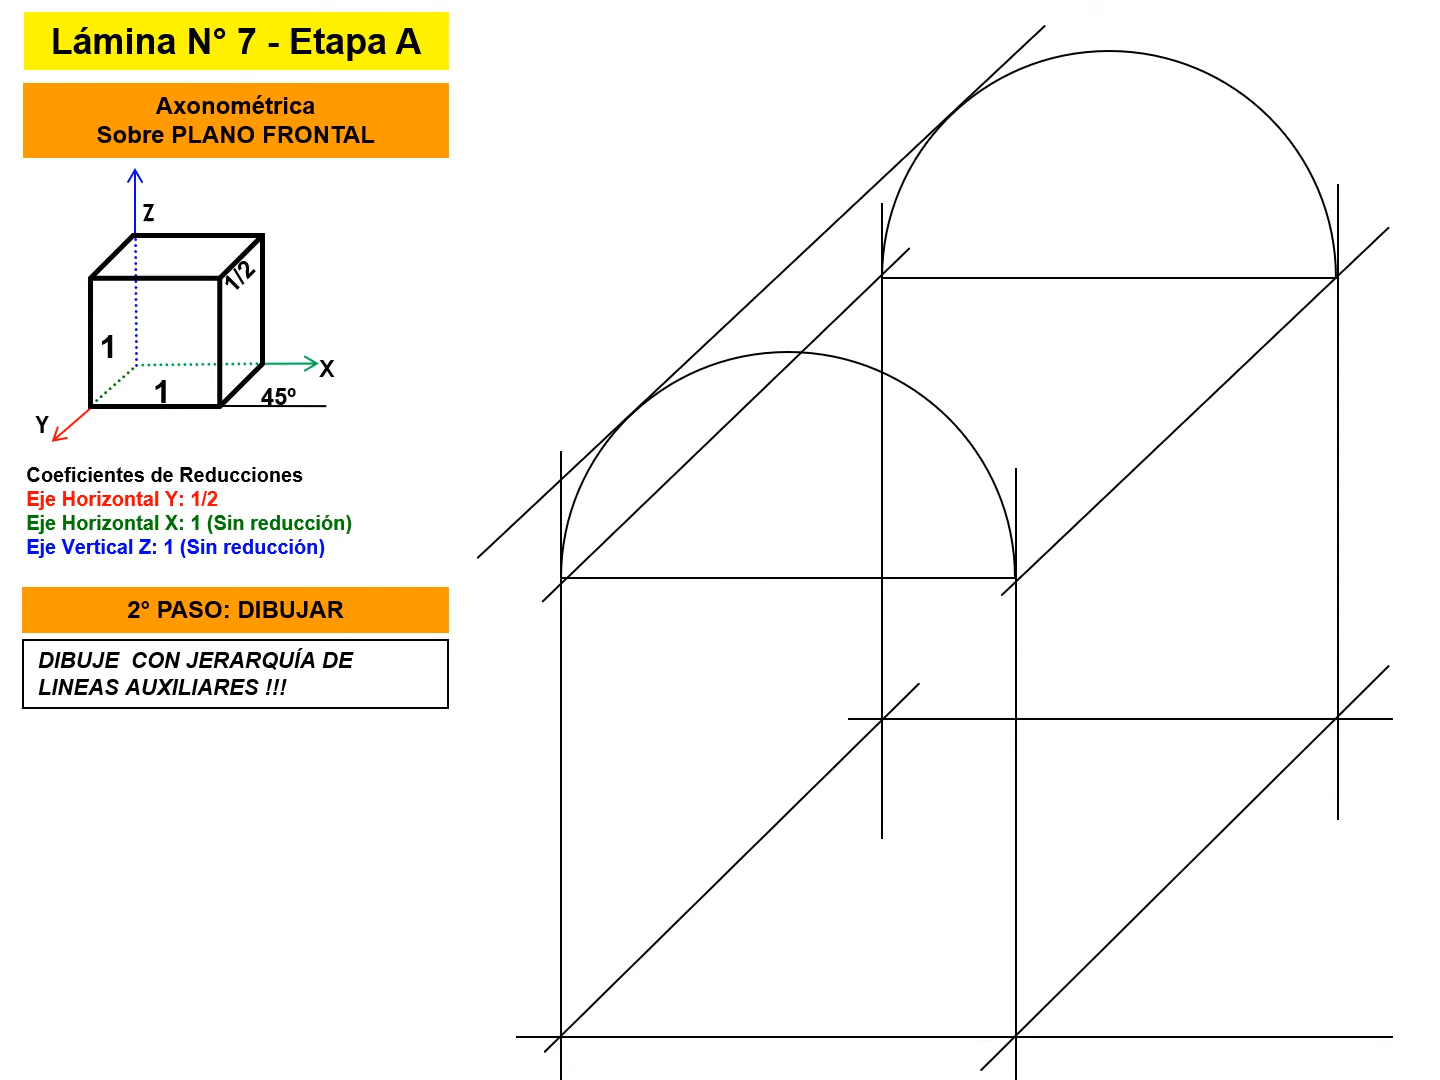 Lámina N° 7 - Etapa A
Axonométrica
Sobre PLANO FRONTAL
Z
1/2
1
1
X
45º
Y
Coeficientes de Reducciones
Eje Horizontal Y: 1/2
Eje Horizontal X: 1 (Sin reducción)
Eje Vertical Z: 1 (Sin reducción)
2° PASO: DIBUJAR
DIBUJE  CON JERARQUÍA DE
LINEAS AUXILIARES !!!